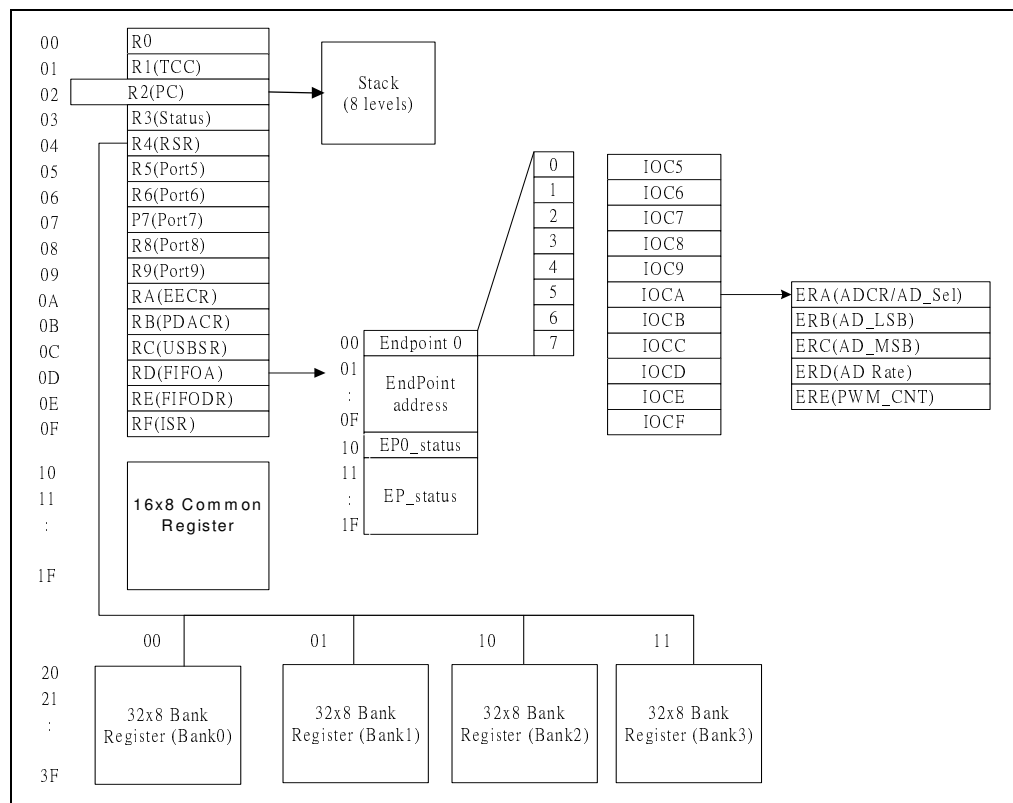 00 R0
01 R1(TCC)
02 R2(PC)
03 R3(Status)
04 R4(RSR)
05 R5(Port5)
06 R6(Port6)
07 P7(Port7)
08 R8(Port8)
09 R9(Port9)
0A RA(EECR)
0B RB(PDACR)
0C RC(USBSR)
0D RD(FIFOA)
0E RE(FIFODR)
0F RF(ISR)
Stack
(8 levels)
10
11
:
1F
16x8 Common
Register
00 Endpoint 0
01
:
0F
EndPoint
address
10 EP0_status
11
:
1F
EP_status
0
1
2
3
4
5
6
7
IOC5
IOC6
IOC7
IOC8
IOC9
IOCA
IOCB
IOCC
IOCD
IOCE
IOCF
ERA(ADCR/AD_Sel)
ERB(AD_LSB)
ERC(AD_MSB)
ERD(AD Rate)
ERE(PWM_CNT)
00 01 10 11
20
21
:
3F
32x8 Bank
Register (Bank0)
32x8 Bank
Register (Bank1)
32x8 Bank
Register (Bank2)
32x8 Bank
Register (Bank3)